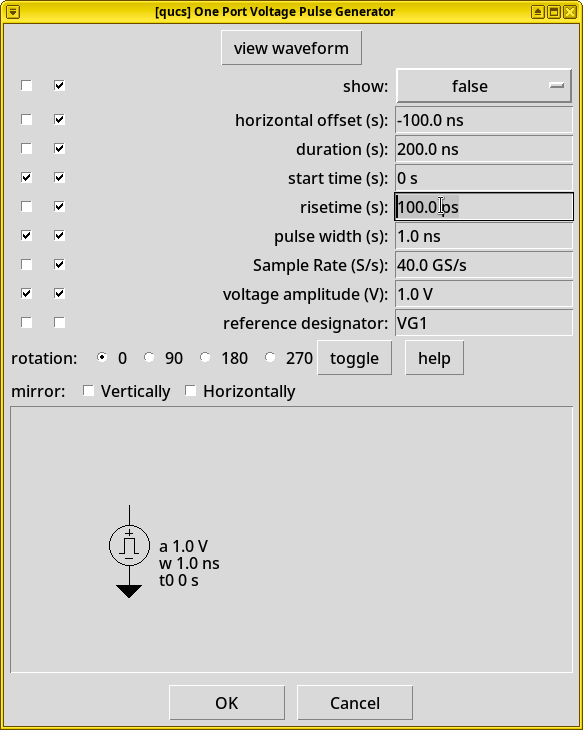 [qucs] One Port Voltage Pulse Generator
view waveform
show: false
horizontal offset (s): -100.0 ns
duration (s): 200.0 ns
start time (s): 0 s
risetime (s): 100.0 ps
pulse width (s): 1.0 ns
Sample Rate (S/s): 40.0 GS/s
voltage amplitude (V): 1.0 V
reference designator: VG1
rotation: 0 90 180 270 toggle help
mirror: Vertically Horizontally
a 1.0 V
w 1.0 ns
t0 0 s
OK Cancel